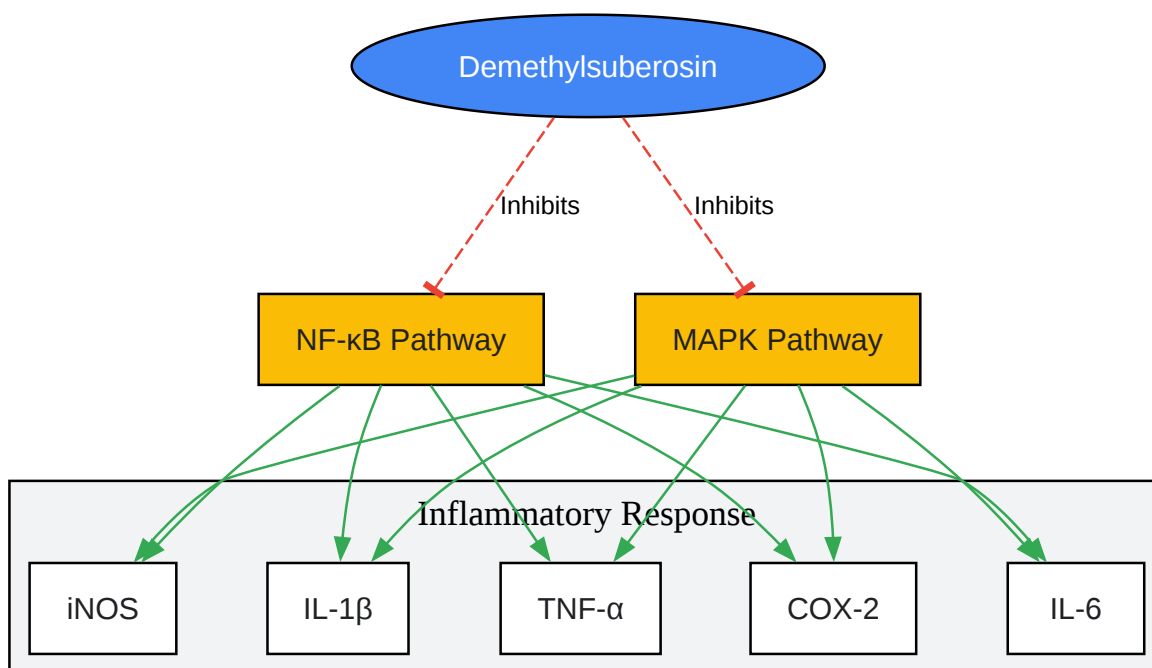 Demethylsuberosin
Inhibits
Inhibits
NF-κB Pathway
MAPK Pathway
Inflammatory Response
iNOS
IL-1β
TNF-α
COX-2
IL-6